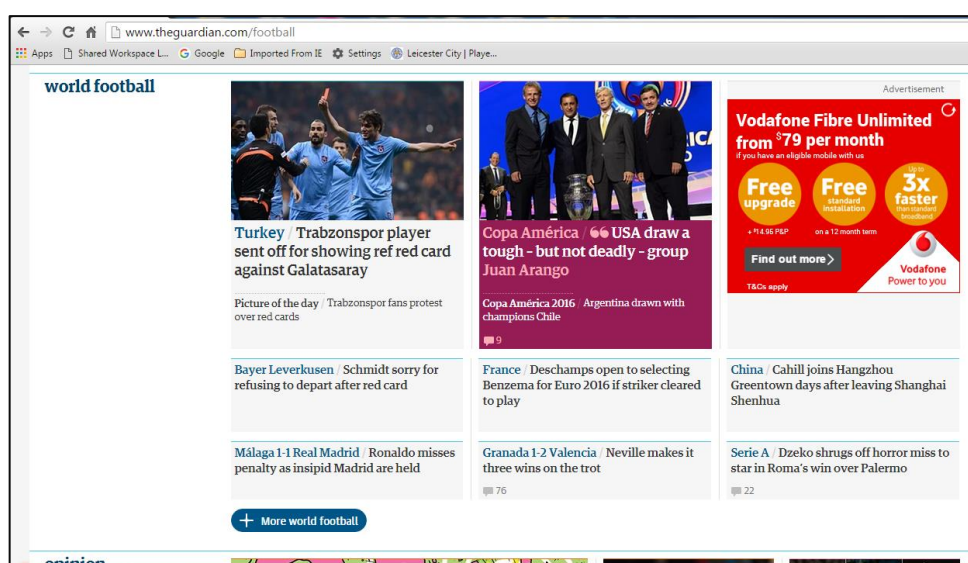 www.theguardian.com/football
Apps Shared Workspace L... Google Imported From IE Settings Leicester City | Playe...
world football
Turkey / Trabzonspor player
sent off for showing ref red card
against Galatasaray
Picture of the day / Trabzonspor fans protest
over red cards
Copa América / USA draw a
tough - but not deadly - group
Juan Arango
Copa América 2016 / Argentina drawn with
champions Chile
9
Advertisement
Vodafone Fibre Unlimited
from $79 per month
if you have an eligible mobile with us
Free
upgrade
+ $14.95 P&P
Free
standard
installation
on a 12 month term
Up to
3x
faster
than standard
broadband
Find out more
T&Cs apply
Vodafone
Power to you
Bayer Leverkusen / Schmidt sorry for
refusing to depart after red card
France / Deschamps open to selecting
Benzema for Euro 2016 if striker cleared
to play
China / Cahill joins Hangzhou
Greentown days after leaving Shanghai
Shenhua
Málaga 1-1 Real Madrid / Ronaldo misses
penalty as insipid Madrid are held
Granada 1-2 Valencia / Neville makes it
three wins on the trot
76
Serie A / Dzeko shrugs off horror miss to
star in Roma's win over Palermo
22
+ More world football
opinion